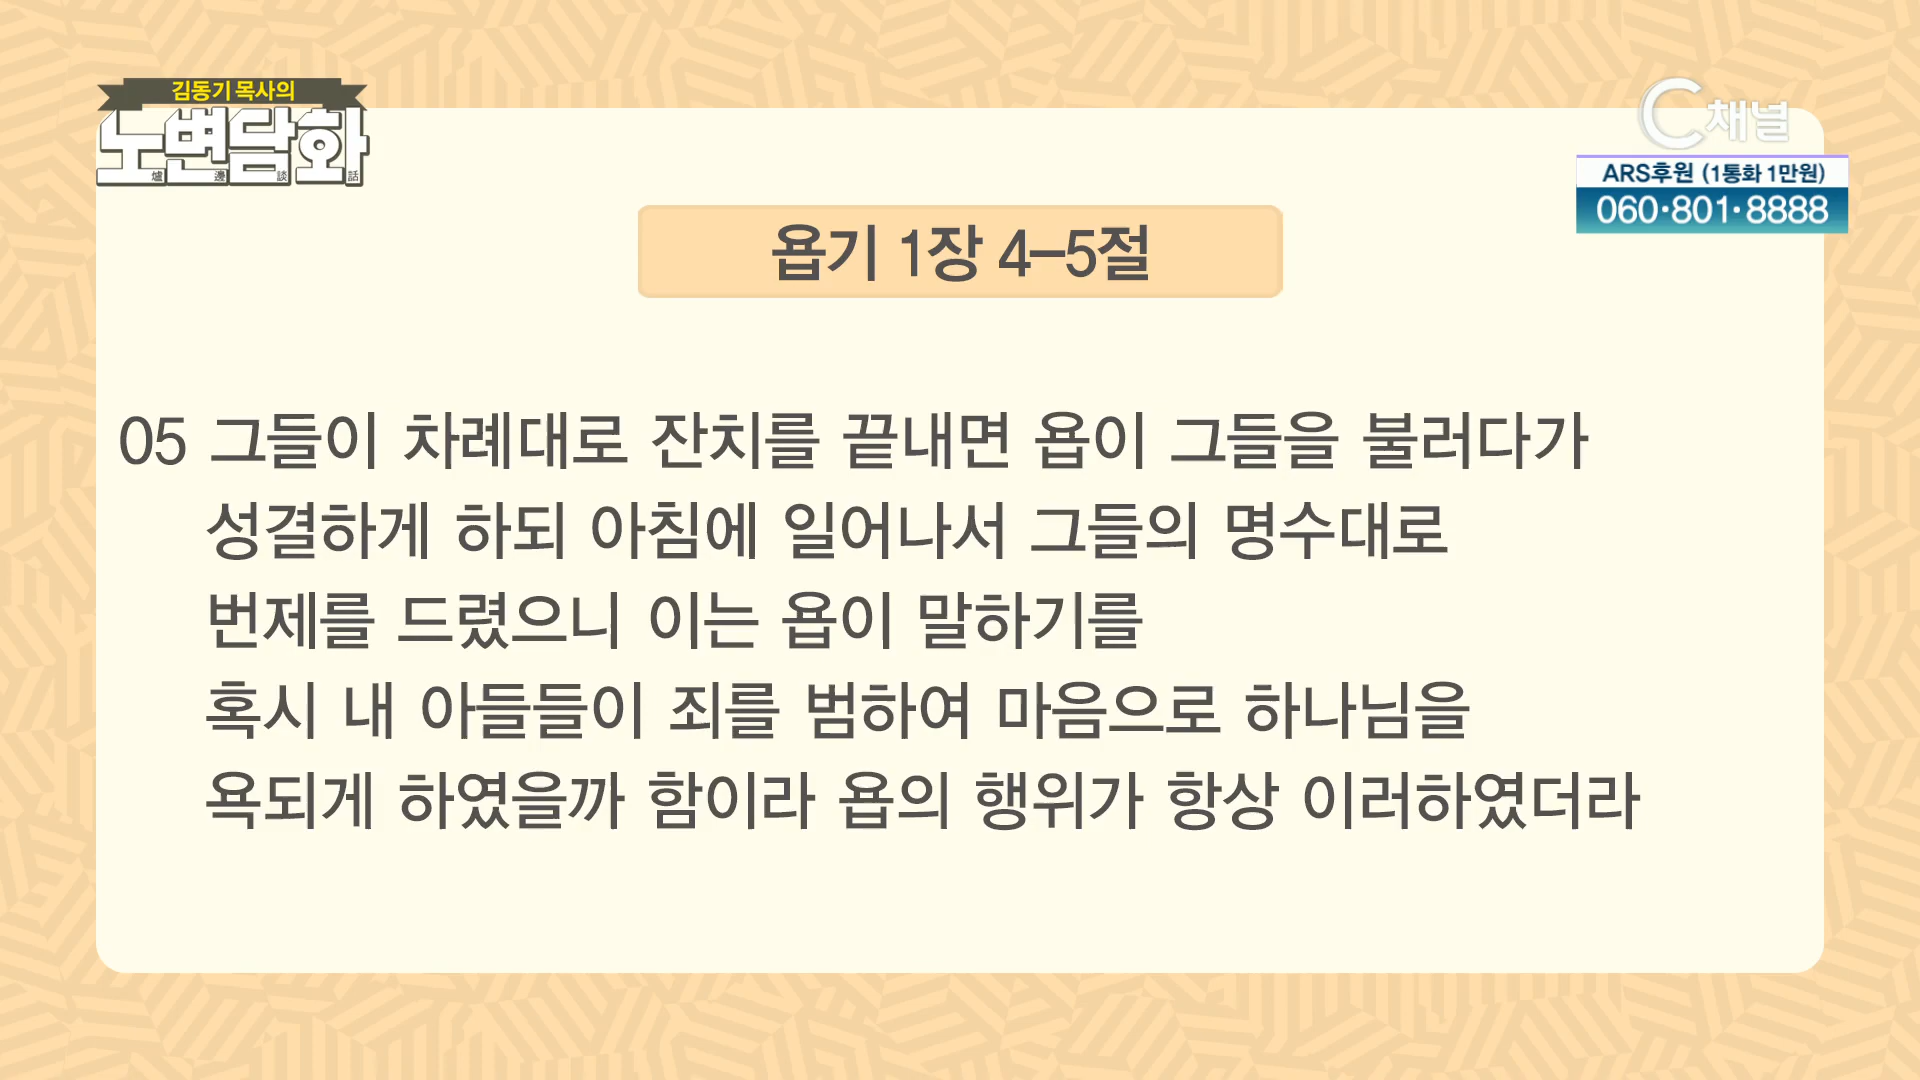 김동기 목사의
노변담화
爐邊談話
C채널
ARS후원 (1통화 1만원)
060·801·8888
욥기 1장 4-5절
05 그들이 차례대로 잔치를 끝내면 욥이 그들을 불러다가
성결하게 하되 아침에 일어나서 그들의 명수대로
번제를 드렸으니 이는 욥이 말하기를
혹시 내 아들들이 죄를 범하여 마음으로 하나님을
욕되게 하였을까 함이라 욥의 행위가 항상 이러하였더라